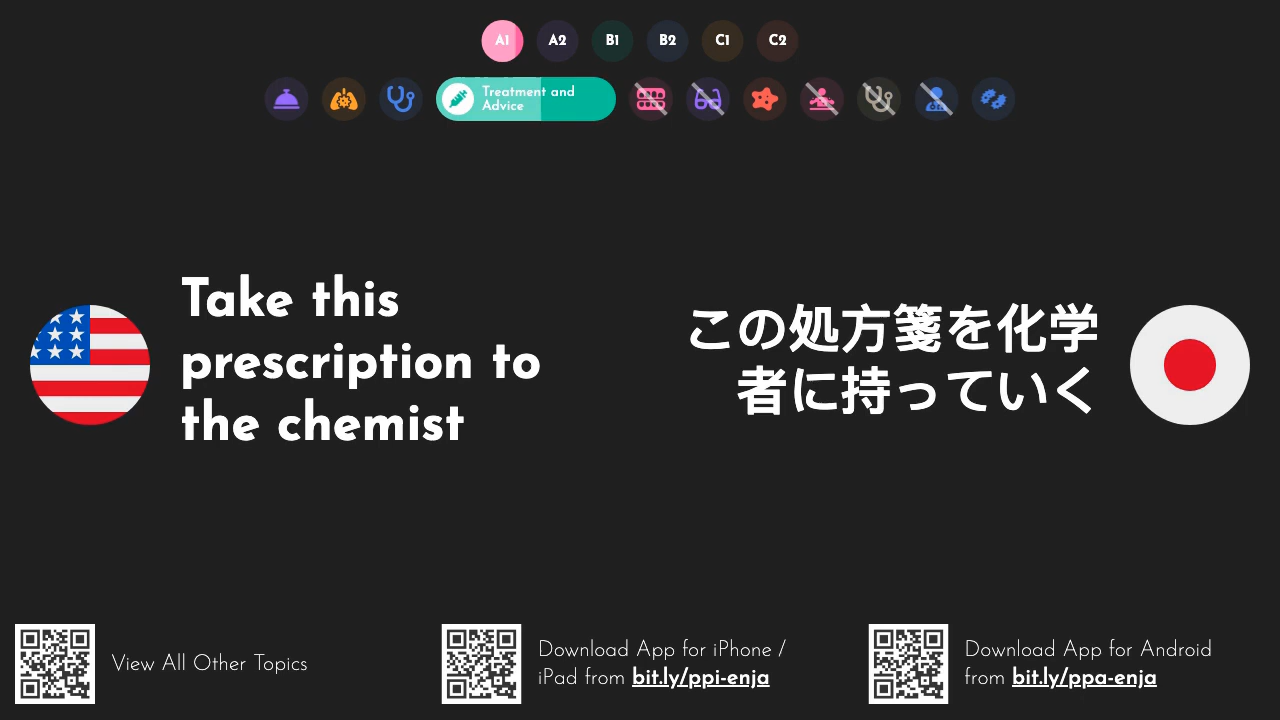 A1 A2 B1 B2 C1 C2
Treatment and
Advice
Take this
prescription to
the chemist
この処方箋を化学
者に持っていく
View All Other Topics
Download App for iPhone /
iPad from bit.ly/ppi-enja
Download App for Android
from bit.ly/ppa-enja